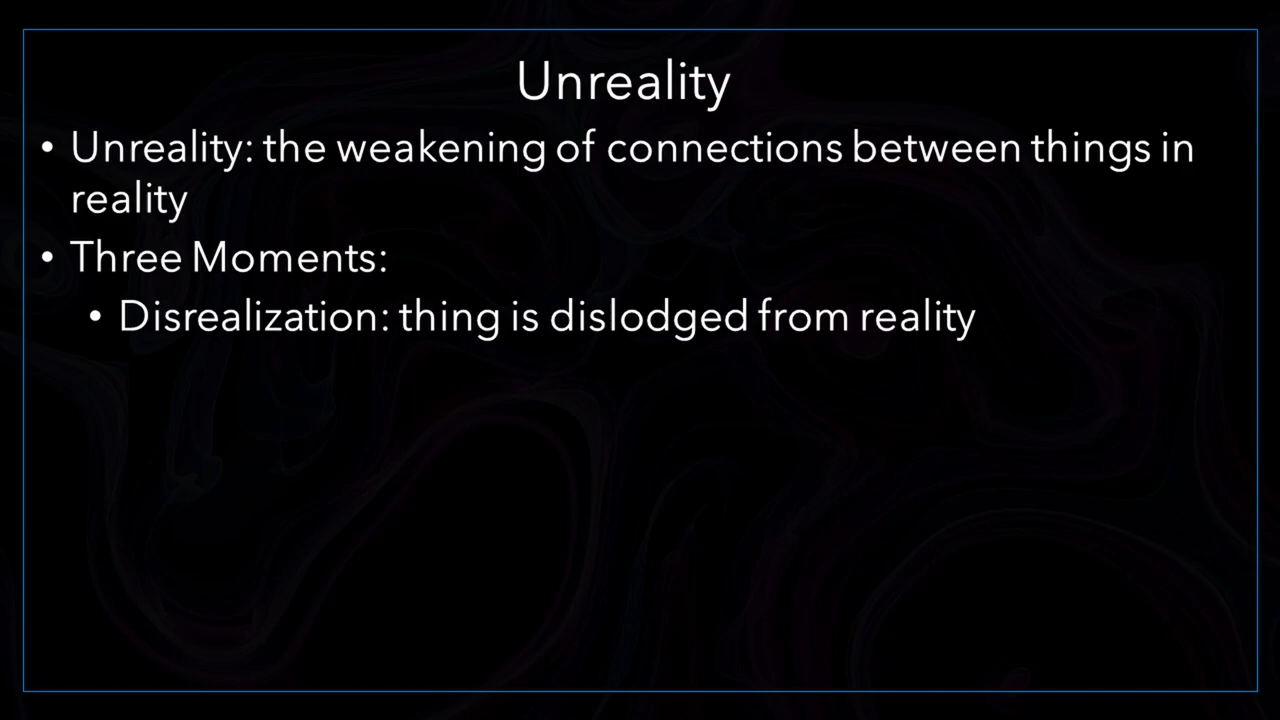 Unreality
• Unreality: the weakening of connections between things in
reality
• Three Moments:
• Disrealization: thing is dislodged from reality